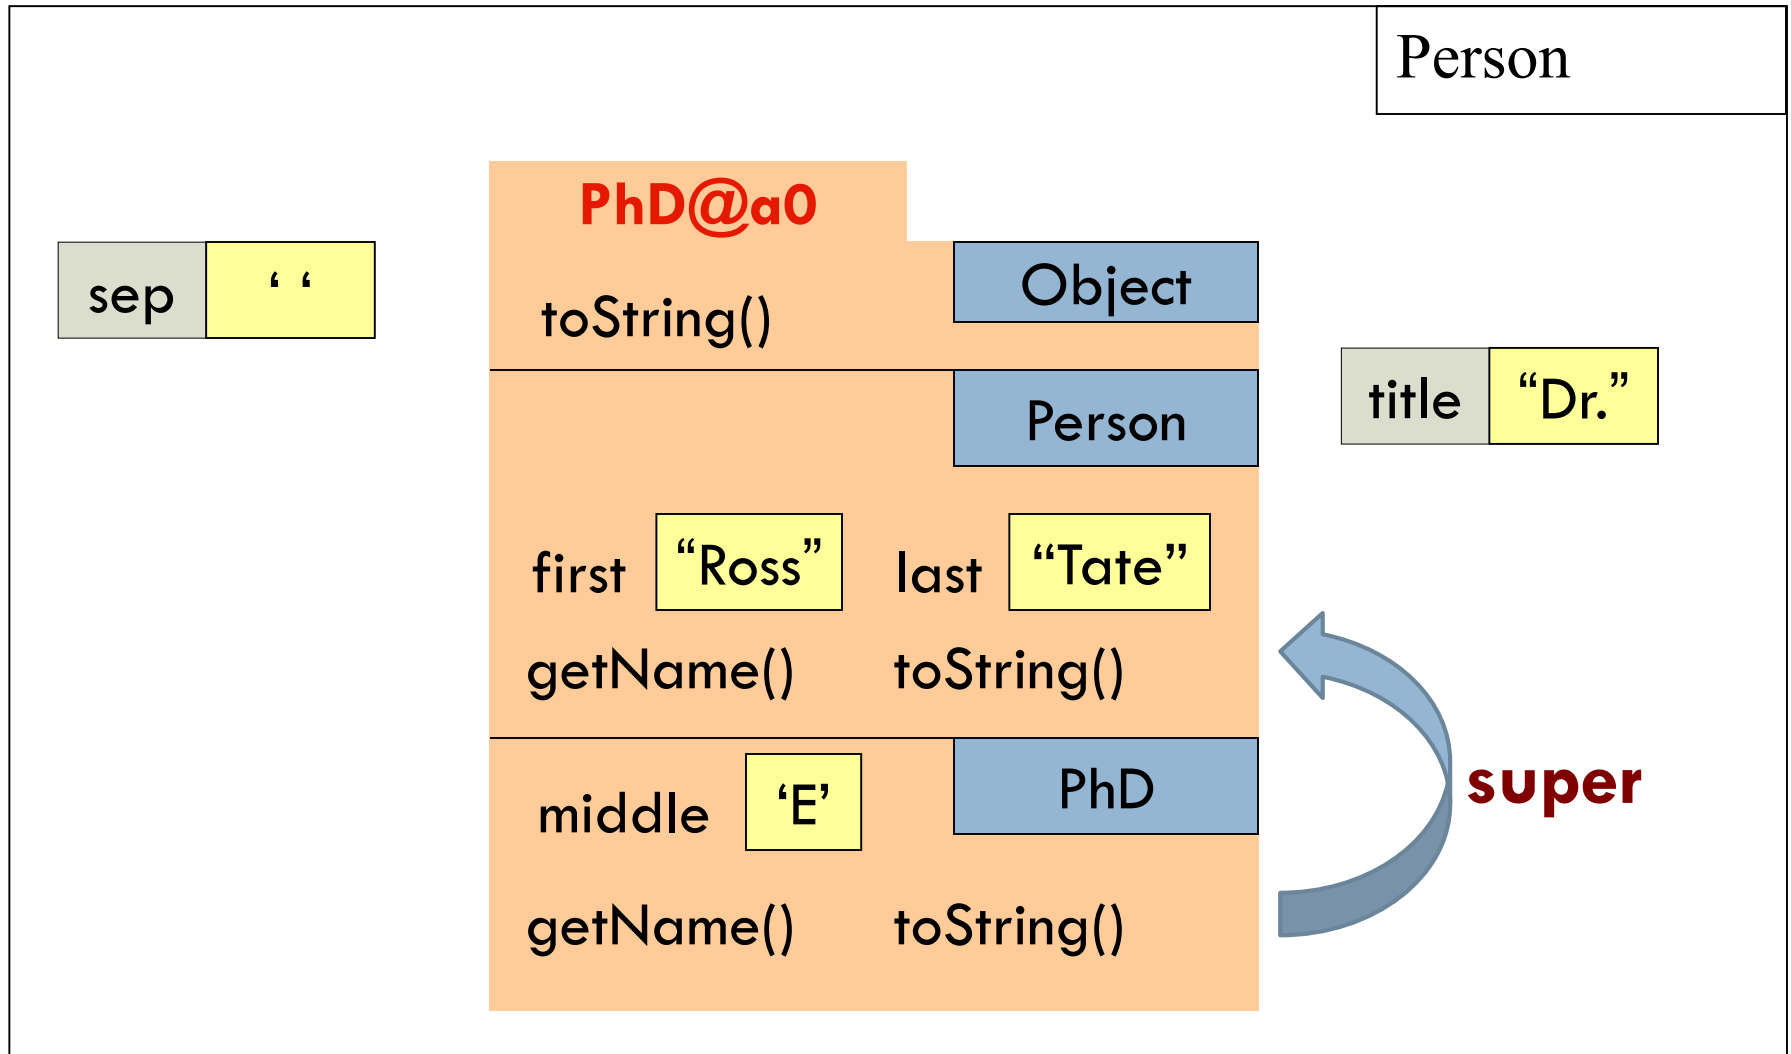 Person
PhD@a0
sep ‘ ‘
toString() Object
Person
title “Dr.”
first “Ross” last “Tate”
getName() toString()
middle ‘E’ PhD
super
getName() toString()